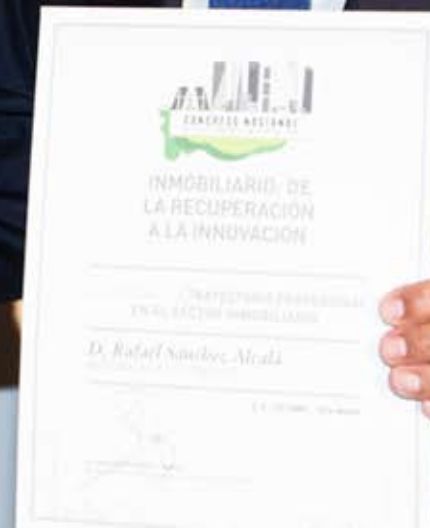 CONGRESO NACIONAL
INMOBILIARIO: DE
LA RECUPERACIÓN
A LA INNOVACIÓN
TRAYECTORIA PROFESIONAL
EN EL SECTOR INMOBILIARIO
D. Rafael Sánchez Alcalá